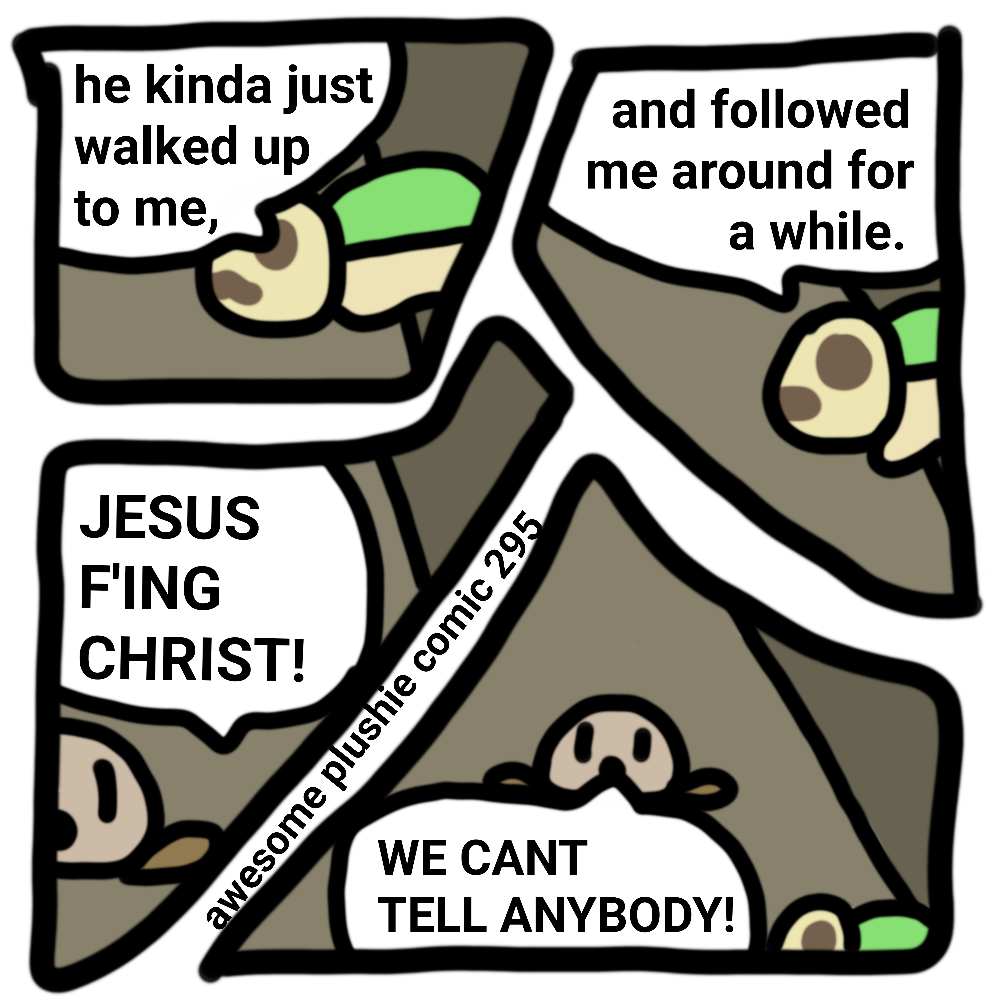 he kinda just
walked up
to me,
and followed
me around for
a while.
JESUS
F'ING
CHRIST!
awesome plushie comic 295
WE CANT
TELL ANYBODY!